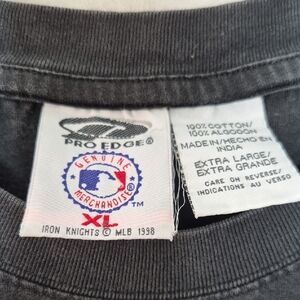 PRO EDGE®
GENUINE
MERCHANDISE
TM
XL
IRON KNIGHTS © MLB 1998
100% COTTON/
100% ALGODON
MADE IN/HECHO EN
INDIA
EXTRA LARGE/
EXTRA GRANDE
CARE ON REVERSE/
INDICATIONS AU VERSO